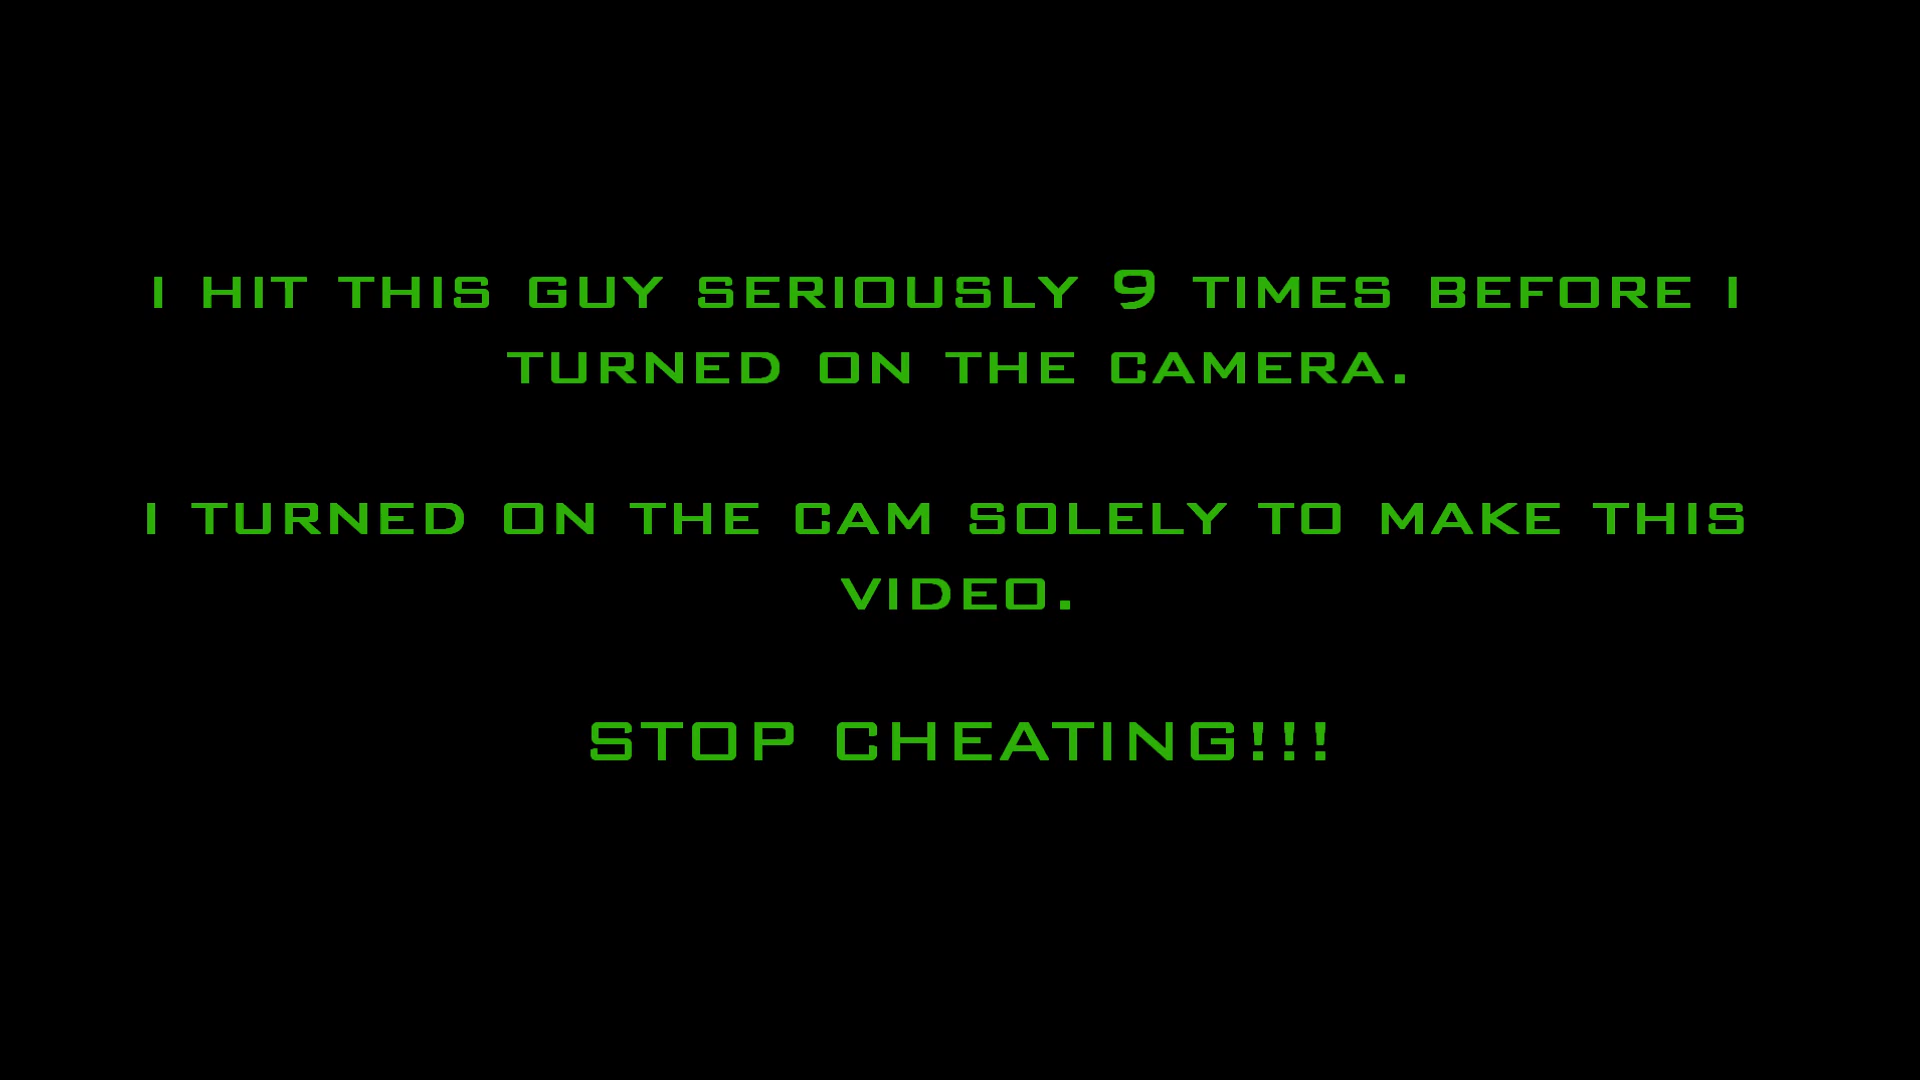 I HIT THIS GUY SERIOUSLY 9 TIMES BEFORE I
TURNED ON THE CAMERA.
I TURNED ON THE CAM SOLELY TO MAKE THIS
VIDEO.
STOP CHEATING!!!